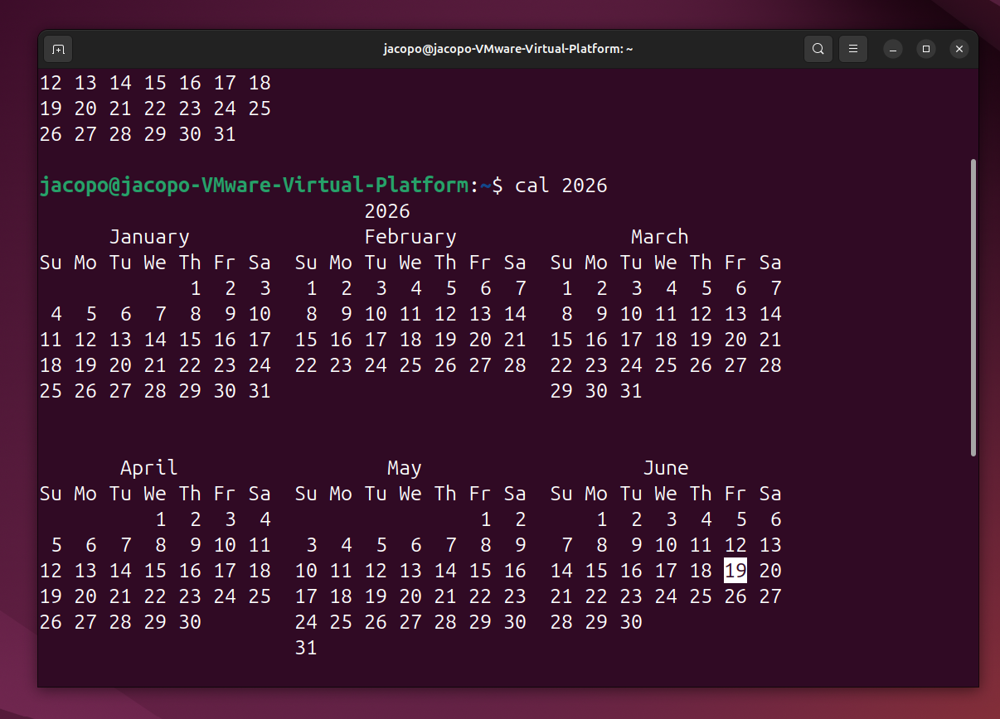 jacopo@jacopo-VMware-Virtual-Platform: ~
12 13 14 15 16 17 18
19 20 21 22 23 24 25
26 27 28 29 30 31
jacopo@jacopo-VMware-Virtual-Platform:~$ cal 2026
                            2026
      January               February               March
Su Mo Tu We Th Fr Sa  Su Mo Tu We Th Fr Sa  Su Mo Tu We Th Fr Sa
             1  2  3   1  2  3  4  5  6  7   1  2  3  4  5  6  7
 4  5  6  7  8  9 10   8  9 10 11 12 13 14   8  9 10 11 12 13 14
11 12 13 14 15 16 17  15 16 17 18 19 20 21  15 16 17 18 19 20 21
18 19 20 21 22 23 24  22 23 24 25 26 27 28  22 23 24 25 26 27 28
25 26 27 28 29 30 31                        29 30 31
       April                  May                   June
Su Mo Tu We Th Fr Sa  Su Mo Tu We Th Fr Sa  Su Mo Tu We Th Fr Sa
          1  2  3  4                  1  2      1  2  3  4  5  6
 5  6  7  8  9 10 11   3  4  5  6  7  8  9   7  8  9 10 11 12 13
12 13 14 15 16 17 18  10 11 12 13 14 15 16  14 15 16 17 18 19 20
19 20 21 22 23 24 25  17 18 19 20 21 22 23  21 22 23 24 25 26 27
26 27 28 29 30        24 25 26 27 28 29 30  28 29 30
                      31